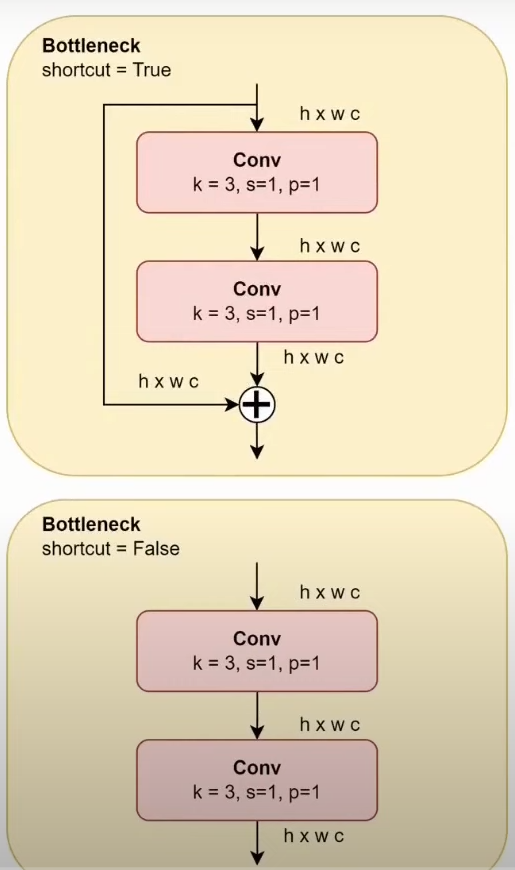 Bottleneck
shortcut = True
h x w c
Conv
k = 3, s=1, p=1
h x w c
Conv
k = 3, s=1, p=1
h x w c
h x w c
Bottleneck
shortcut = False
h x w c
Conv
k = 3, s=1, p=1
h x w c
Conv
k = 3, s=1, p=1
h x w c